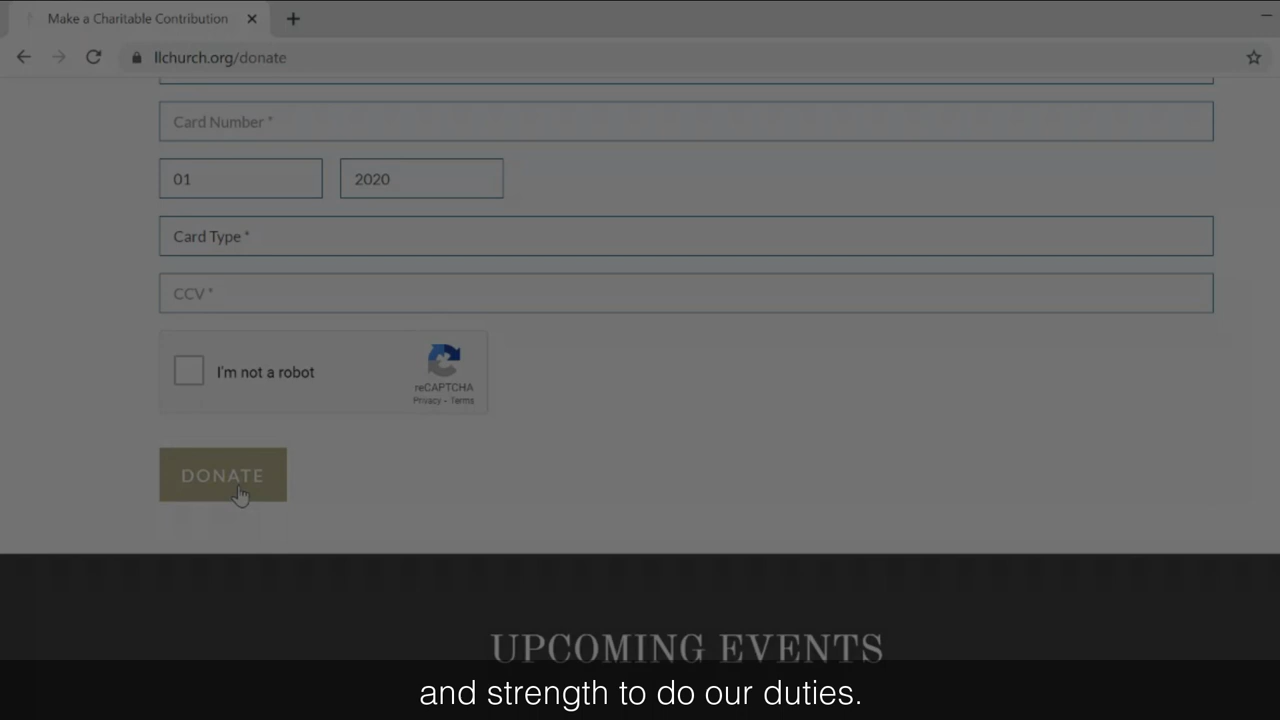 Make a Charitable Contribution
llchurch.org/donate
Card Number *
01 2020
Card Type *
CCV *
I'm not a robot
reCAPTCHA
Privacy - Terms
DONATE
UPCOMING EVENTS
and strength to do our duties.